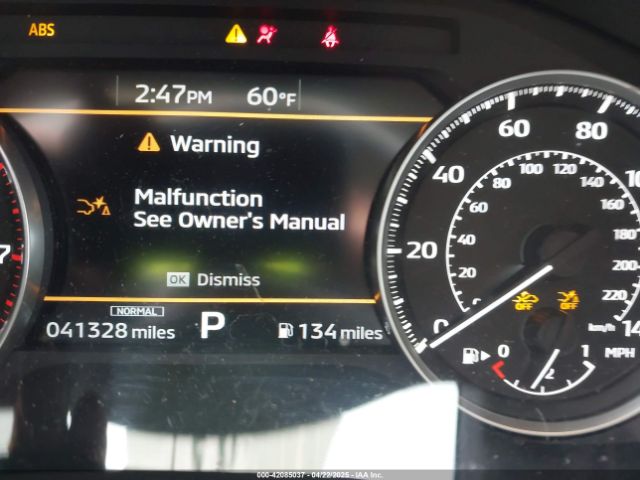 ABS
2:47PM 60°F
Warning
Malfunction
See Owner's Manual
OK Dismiss
NORMAL
041328 miles P 134 miles
7
0 20 40 60 80
20 40 60 80 100 120 140 160 180 200 220
km/h
OFF OFF
MPH
0 1/2 1
000-42085037 - 04/22/2025 - IAA Inc.